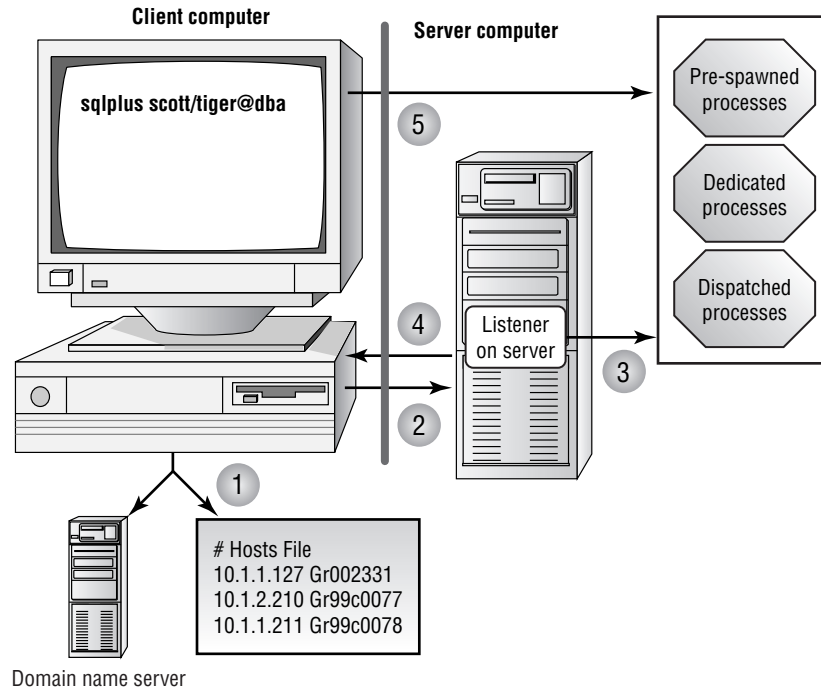 Client computer
Server computer
sqlplus scott/tiger@dba
5
Pre-spawned
processes
Dedicated
processes
Dispatched
processes
4
Listener
on server
3
2
1
# Hosts File
10.1.1.127 Gr002331
10.1.2.210 Gr99c0077
10.1.1.211 Gr99c0078
Domain name server